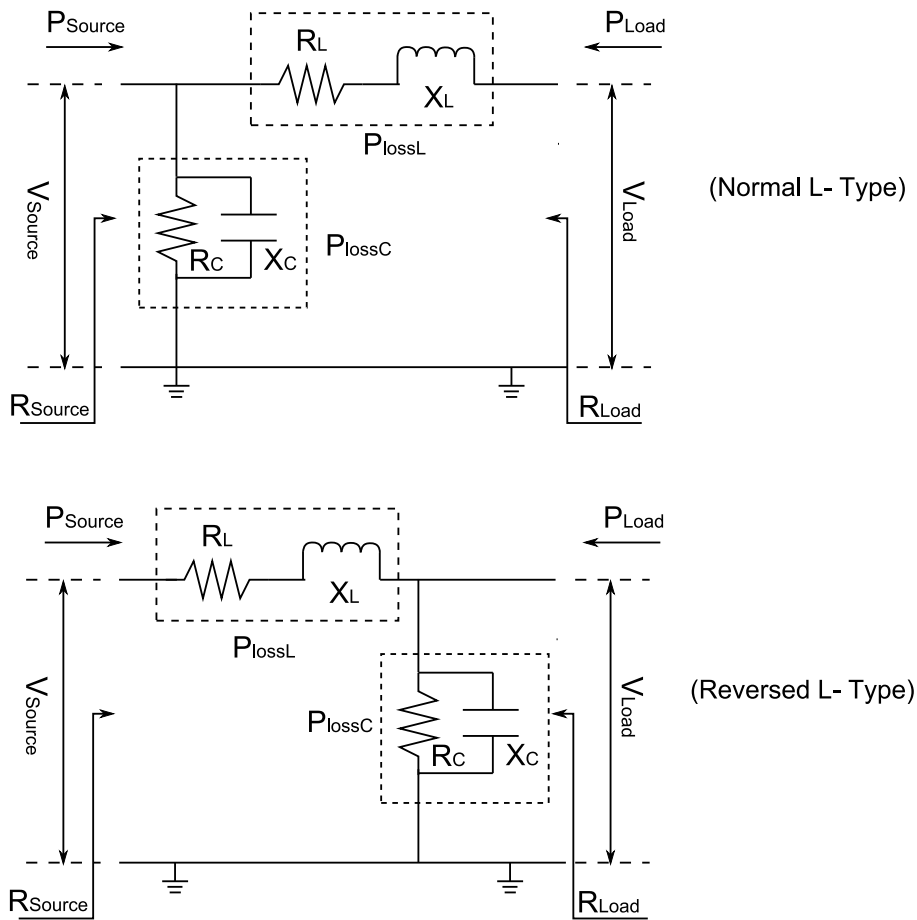 PSource
PLoad
RL
XL
PlossL
VSource
VLoad
(Normal L- Type)
RC
XC
PlossC
RSource
RLoad
PSource
PLoad
RL
XL
PlossL
VSource
VLoad
(Reversed L- Type)
PlossC
RC
XC
RSource
RLoad